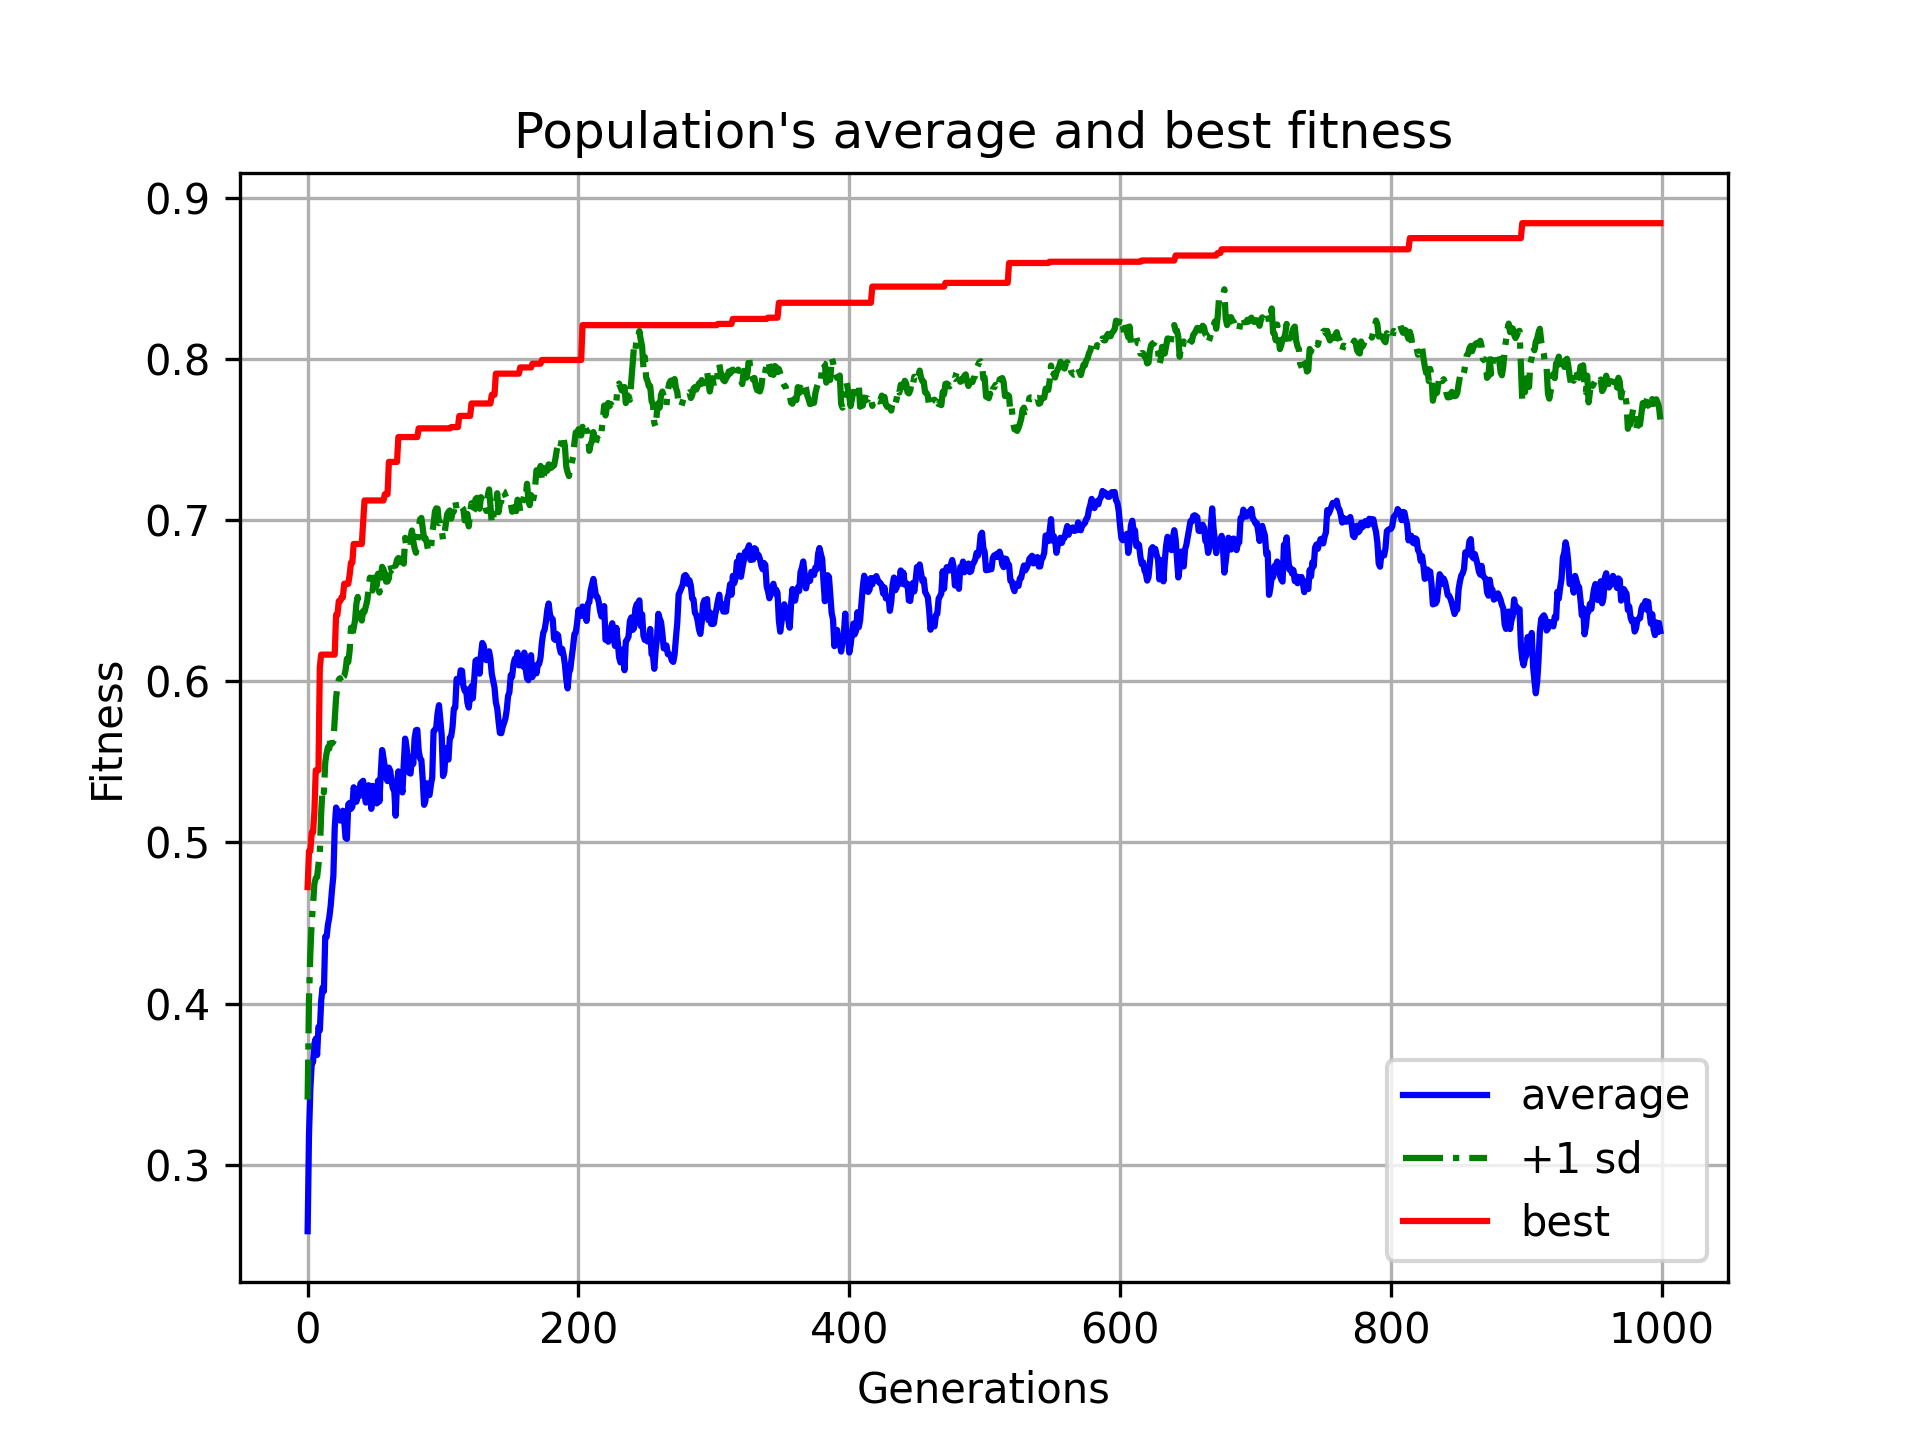 Population's average and best fitness
0.9
0.8
0.7
0.6
0.5
0.4
0.3
Fitness
average
+1 sd
best
0 200 400 600 800 1000
Generations